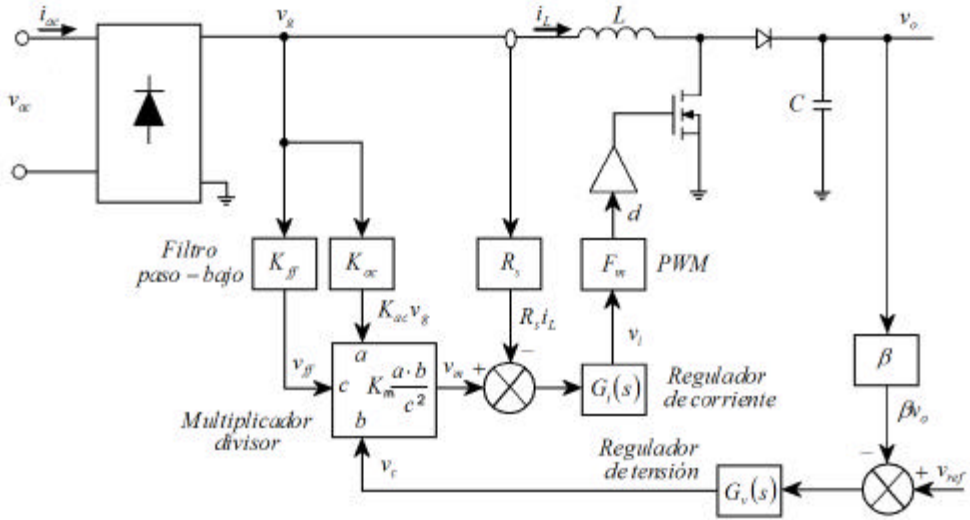 i_ac
v_g
i_L
L
v_o
v_ac
C
d
Filtro
paso-bajo
K_ff
K_ac
R_s
F_m
PWM
K_ac v_g
R_s i_L
v_i
β
v_ff
a
c
K_m a·b/c²
b
v_m
+
−
G_i(s)
Regulador
de corriente
Multiplicador
divisor
Regulador
de tensión
βv_o
v_r
G_v(s)
−
+
v_ref